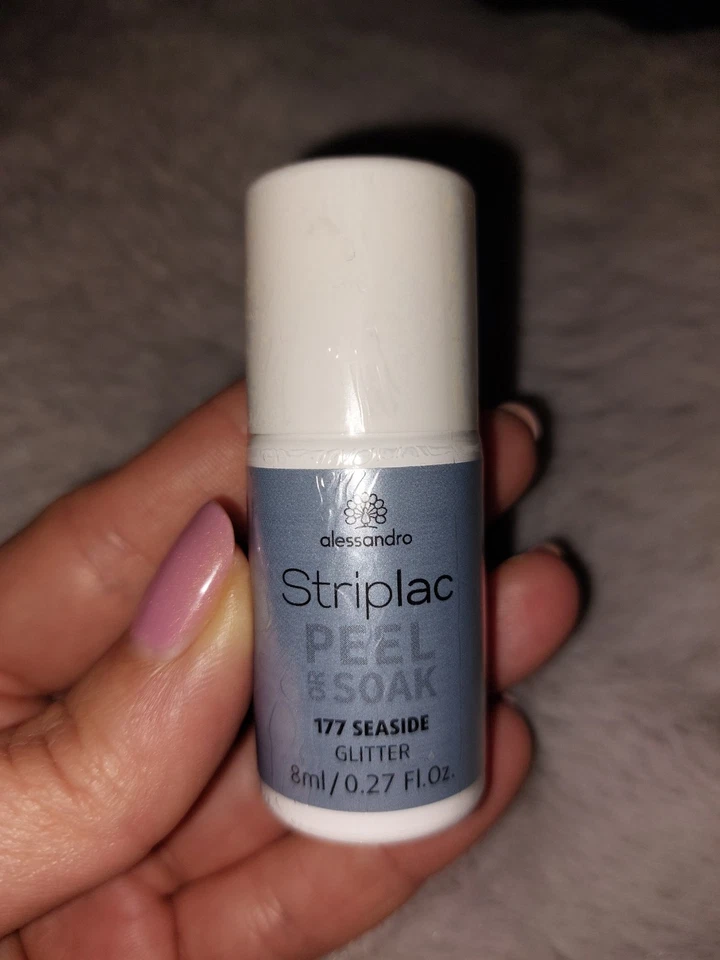 alessandro
Striplac
PEEL
OR SOAK
177 SEASIDE
GLITTER
8ml/0.27 Fl.Oz.